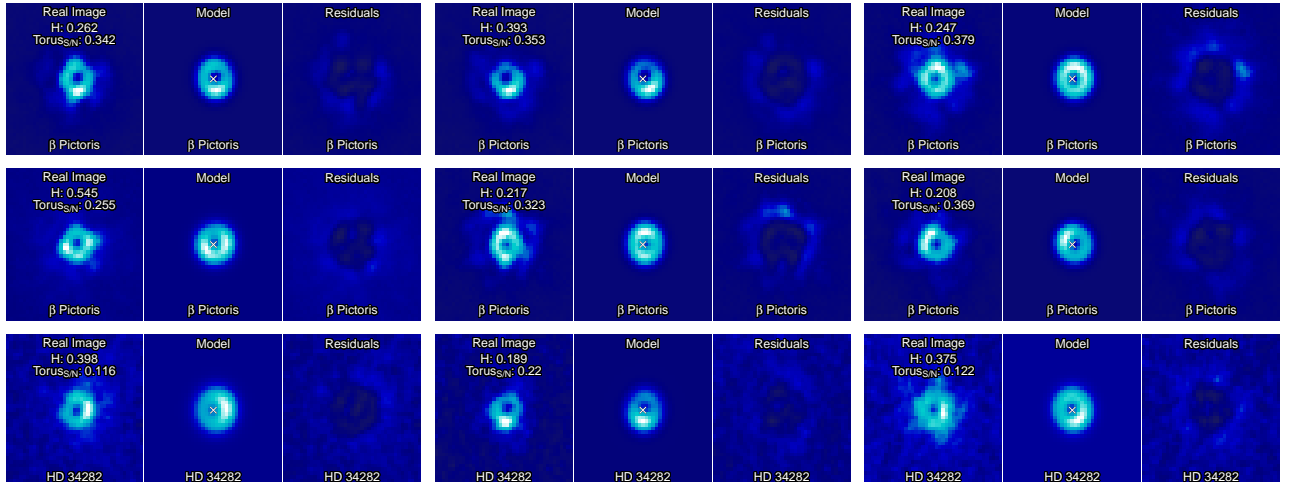 Real Image Model Residuals
H: 0.262
Torus_S/N: 0.342
β Pictoris β Pictoris β Pictoris
Real Image Model Residuals
H: 0.393
Torus_S/N: 0.353
β Pictoris β Pictoris β Pictoris
Real Image Model Residuals
H: 0.247
Torus_S/N: 0.379
β Pictoris β Pictoris β Pictoris
Real Image Model Residuals
H: 0.545
Torus_S/N: 0.255
β Pictoris β Pictoris β Pictoris
Real Image Model Residuals
H: 0.217
Torus_S/N: 0.323
β Pictoris β Pictoris β Pictoris
Real Image Model Residuals
H: 0.208
Torus_S/N: 0.369
β Pictoris β Pictoris β Pictoris
Real Image Model Residuals
H: 0.398
Torus_S/N: 0.116
HD 34282 HD 34282 HD 34282
Real Image Model Residuals
H: 0.189
Torus_S/N: 0.22
HD 34282 HD 34282 HD 34282
Real Image Model Residuals
H: 0.375
Torus_S/N: 0.122
HD 34282 HD 34282 HD 34282